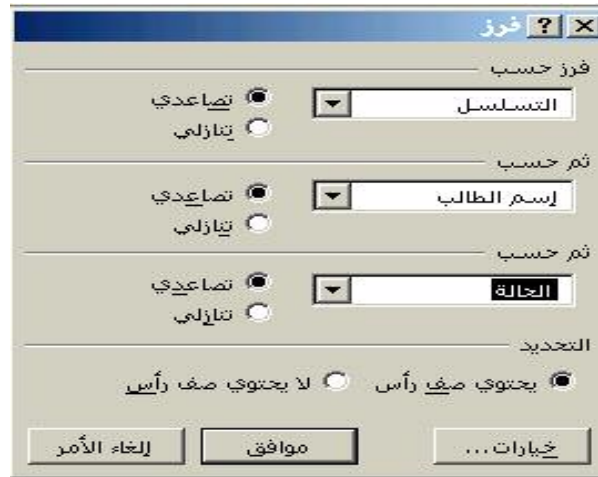 فرز
فرز حسب
التسلسل
تصاعدي
تنازلي
ثم حسب
إسم الطالب
تصاعدي
تنازلي
ثم حسب
الحالة
تصاعدي
تنازلي
التحديد
يحتوي صف رأس لا يحتوي صف رأس
خيارات... موافق إلغاء الأمر